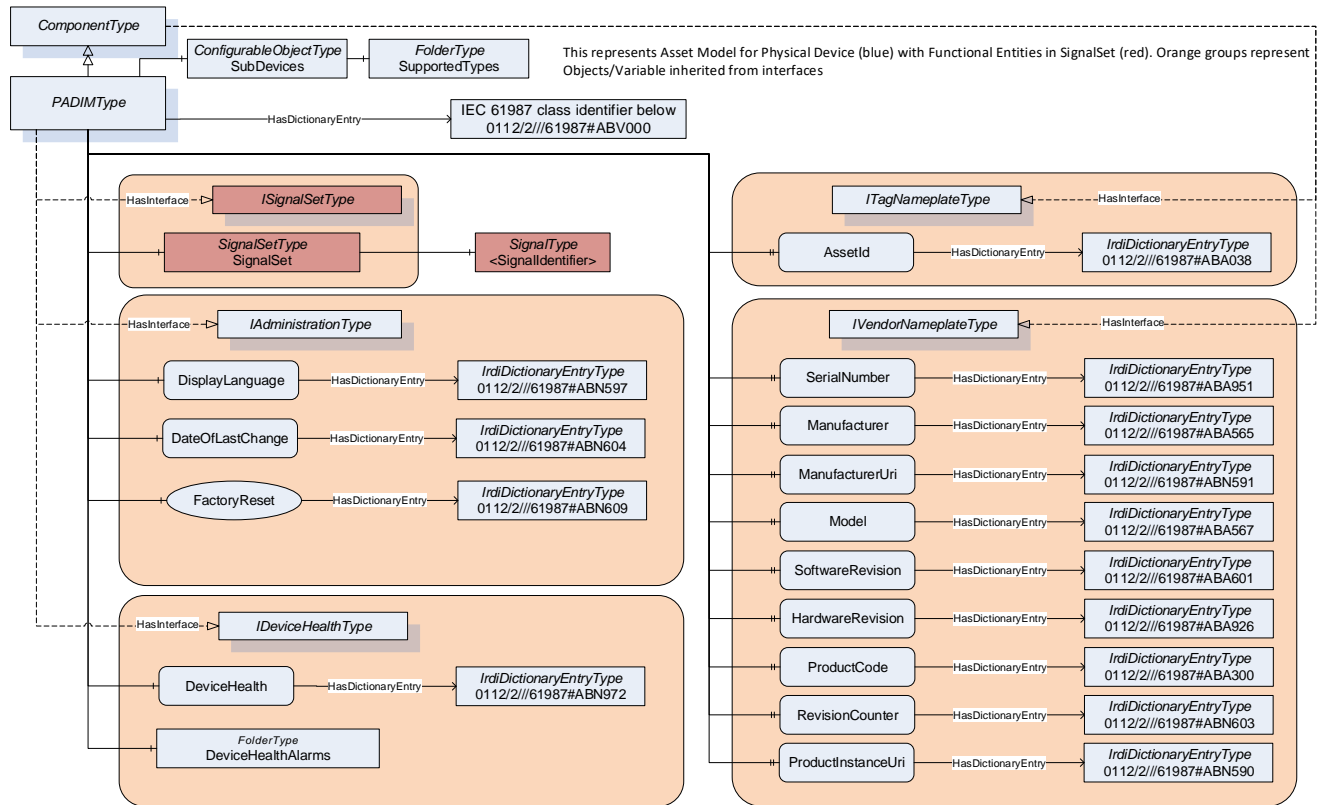 ComponentType
ConfigurableObjectType
SubDevices
FolderType
SupportedTypes
This represents Asset Model for Physical Device (blue) with Functional Entities in SignalSet (red). Orange groups represent
Objects/Variable inherited from interfaces
PADIMType
HasDictionaryEntry
IEC 61987 class identifier below
0112/2///61987#ABV000
HasInterface
ISignalSetType
SignalSetType
SignalSet
SignalType
<SignalIdentifier>
HasInterface
IAdministrationType
DisplayLanguage
HasDictionaryEntry
IrdiDictionaryEntryType
0112/2///61987#ABN597
DateOfLastChange
HasDictionaryEntry
IrdiDictionaryEntryType
0112/2///61987#ABN604
FactoryReset
HasDictionaryEntry
IrdiDictionaryEntryType
0112/2///61987#ABN609
HasInterface
IDeviceHealthType
DeviceHealth
HasDictionaryEntry
IrdiDictionaryEntryType
0112/2///61987#ABN972
FolderType
DeviceHealthAlarms
ITagNameplateType
HasInterface
AssetId
HasDictionaryEntry
IrdiDictionaryEntryType
0112/2///61987#ABA038
IVendorNameplateType
HasInterface
SerialNumber
HasDictionaryEntry
IrdiDictionaryEntryType
0112/2///61987#ABA951
Manufacturer
HasDictionaryEntry
IrdiDictionaryEntryType
0112/2///61987#ABA565
ManufacturerUri
HasDictionaryEntry
IrdiDictionaryEntryType
0112/2///61987#ABN591
Model
HasDictionaryEntry
IrdiDictionaryEntryType
0112/2///61987#ABA567
SoftwareRevision
HasDictionaryEntry
IrdiDictionaryEntryType
0112/2///61987#ABA601
HardwareRevision
HasDictionaryEntry
IrdiDictionaryEntryType
0112/2///61987#ABA926
ProductCode
HasDictionaryEntry
IrdiDictionaryEntryType
0112/2///61987#ABA300
RevisionCounter
HasDictionaryEntry
IrdiDictionaryEntryType
0112/2///61987#ABN603
ProductInstanceUri
HasDictionaryEntry
IrdiDictionaryEntryType
0112/2///61987#ABN590